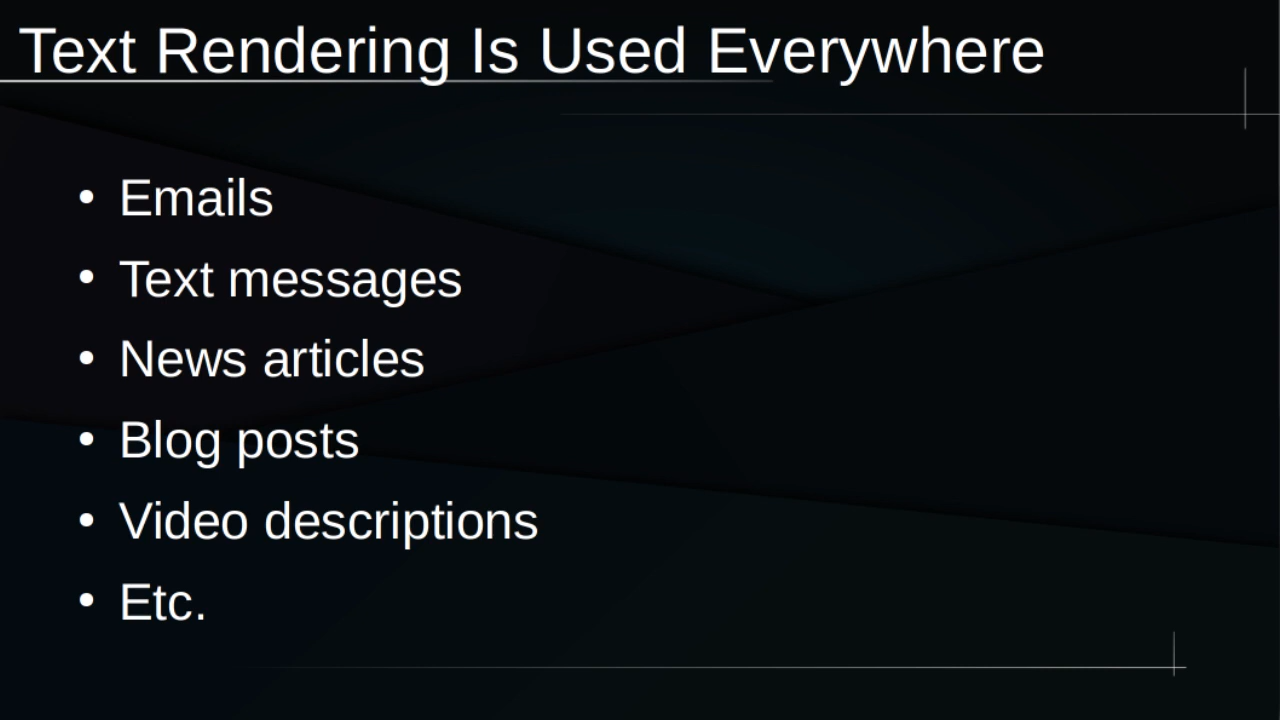 Text Rendering Is Used Everywhere
• Emails
• Text messages
• News articles
• Blog posts
• Video descriptions
• Etc.